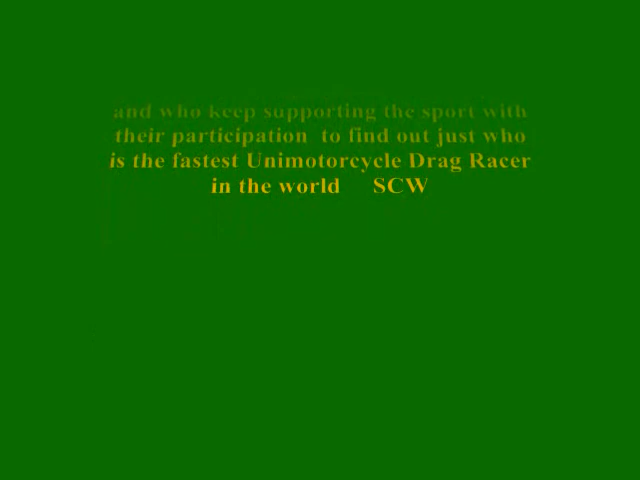 and who keep supporting the sport with
their participation to find out just who
is the fastest Unimotorcycle Drag Racer
in the world SCW